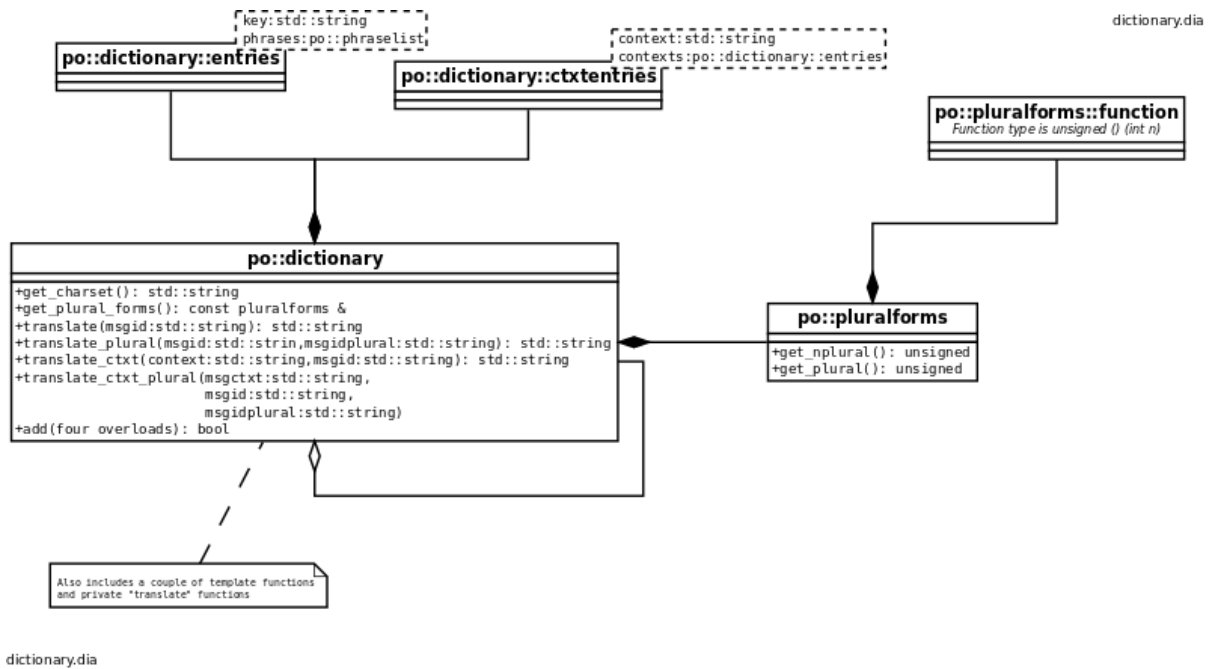 key:std::string
phrases:po::phraselist
po::dictionary::entries
context:std::string
contexts:po::dictionary::entries
po::dictionary::ctxtentries
dictionary.dia
po::pluralforms::function
Function type is unsigned () (int n)
po::dictionary
+get_charset(): std::string
+get_plural_forms(): const pluralforms &
+translate(msgid:std::string): std::string
+translate_plural(msgid:std::strin,msgidplural:std::string): std::string
+translate_ctxt(context:std::string,msgid:std::string): std::string
+translate_ctxt_plural(msgctxt:std::string,
msgid:std::string,
msgidplural:std::string)
+add(four overloads): bool
po::pluralforms
+get_nplural(): unsigned
+get_plural(): unsigned
Also includes a couple of template functions
and private "translate" functions
dictionary.dia